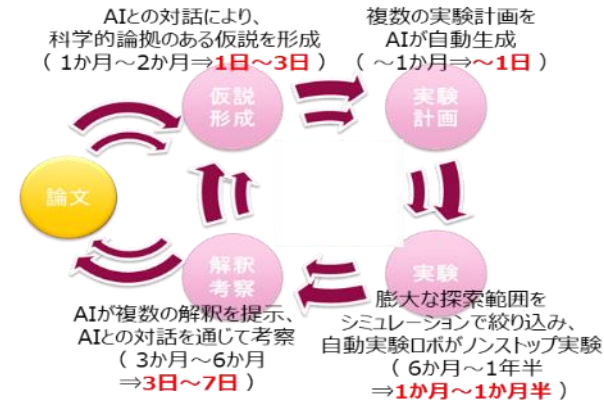 AIとの対話により、
科学的論拠のある仮説を形成
（ 1か月～2か月⇒1日～3日 ）
複数の実験計画を
AIが自動生成
（ ～1か月⇒～1日 ）
仮説
形成
実験
計画
論文
解釈
考察
実験
AIが複数の解釈を提示、
AIとの対話を通じて考察
（ 3か月～6か月
⇒3日～7日 ）
膨大な探索範囲を
シミュレーションで絞り込み、
自動実験ロボがノンストップ実験
（ 6か月～1年半
⇒1か月～1か月半 ）